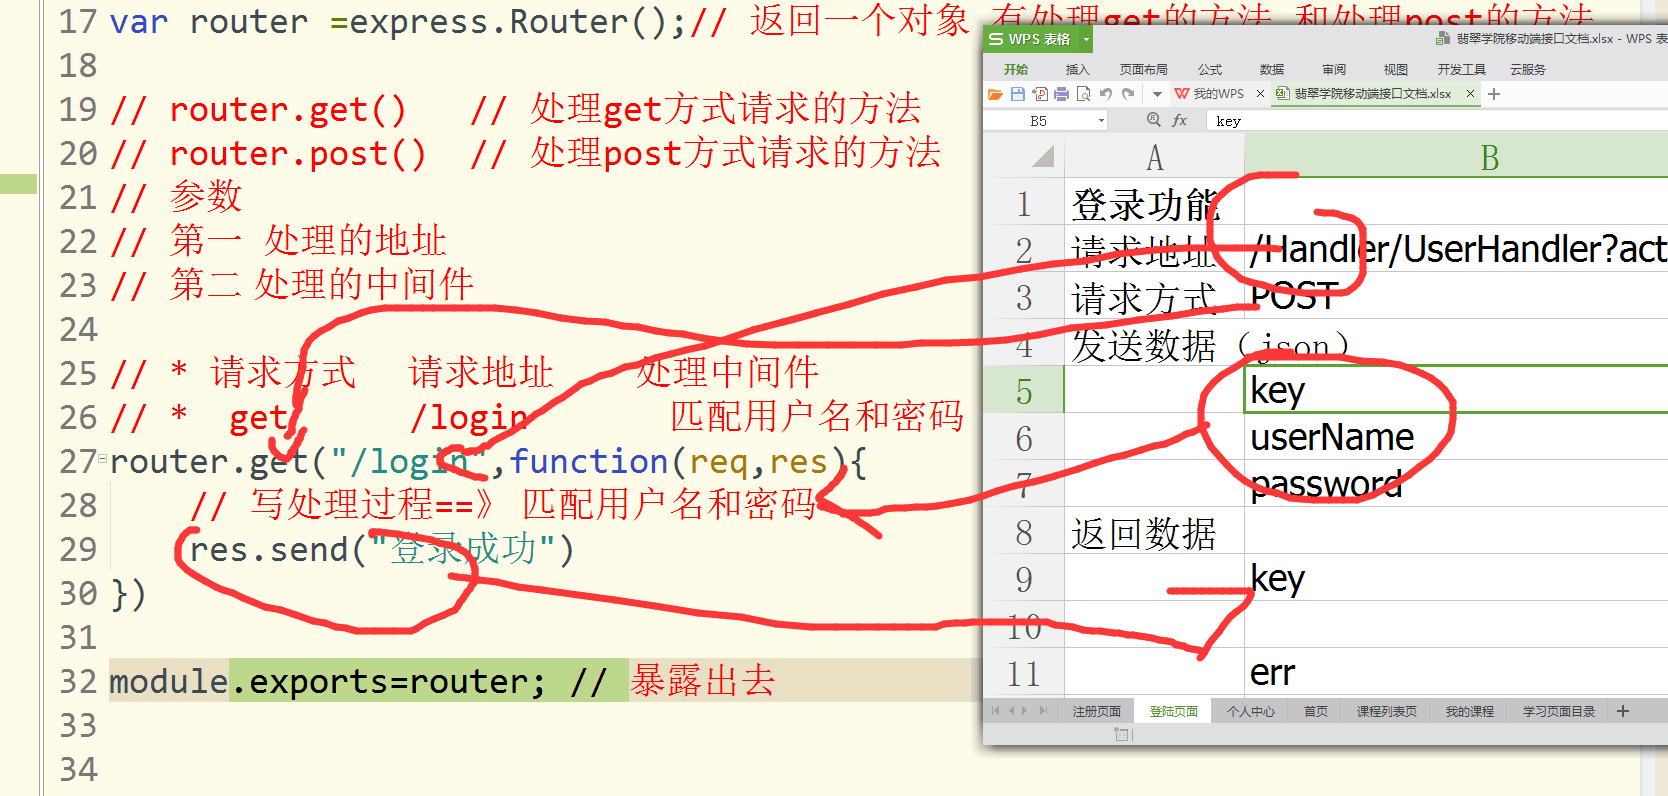 17 var router =express.Router();// 返回一个对象 有处理get的方法 和处理post的方法
18
19 // router.get()   // 处理get方式请求的方法
20 // router.post()  // 处理post方式请求的方法
21 // 参数
22 // 第一 处理的地址
23 // 第二 处理的中间件
24
25 // * 请求方式 请求地址 处理中间件
26 // * get /login 匹配用户名和密码
27 router.get("/login",function(req,res){
28 // 写处理过程==》 匹配用户名和密码
29 res.send("登录成功")
30 })
31
32 module.exports=router; // 暴露出去
33
34
S WPS 表格
翡翠学院移动端接口文档.xlsx - WPS 表
开始 插入 页面布局 公式 数据 审阅 视图 开发工具 云服务
我的WPS × 翡翠学院移动端接口文档.xlsx × +
B5 fx key
A B
1 登录功能
2 请求地址 /Handler/UserHandler?act
3 请求方式 POST
4 发送数据（json）
5 key
6 userName
7 password
8 返回数据
9 key
10
11 err
注册页面 登陆页面 个人中心 首页 课程列表页 我的课程 学习页面目录 +